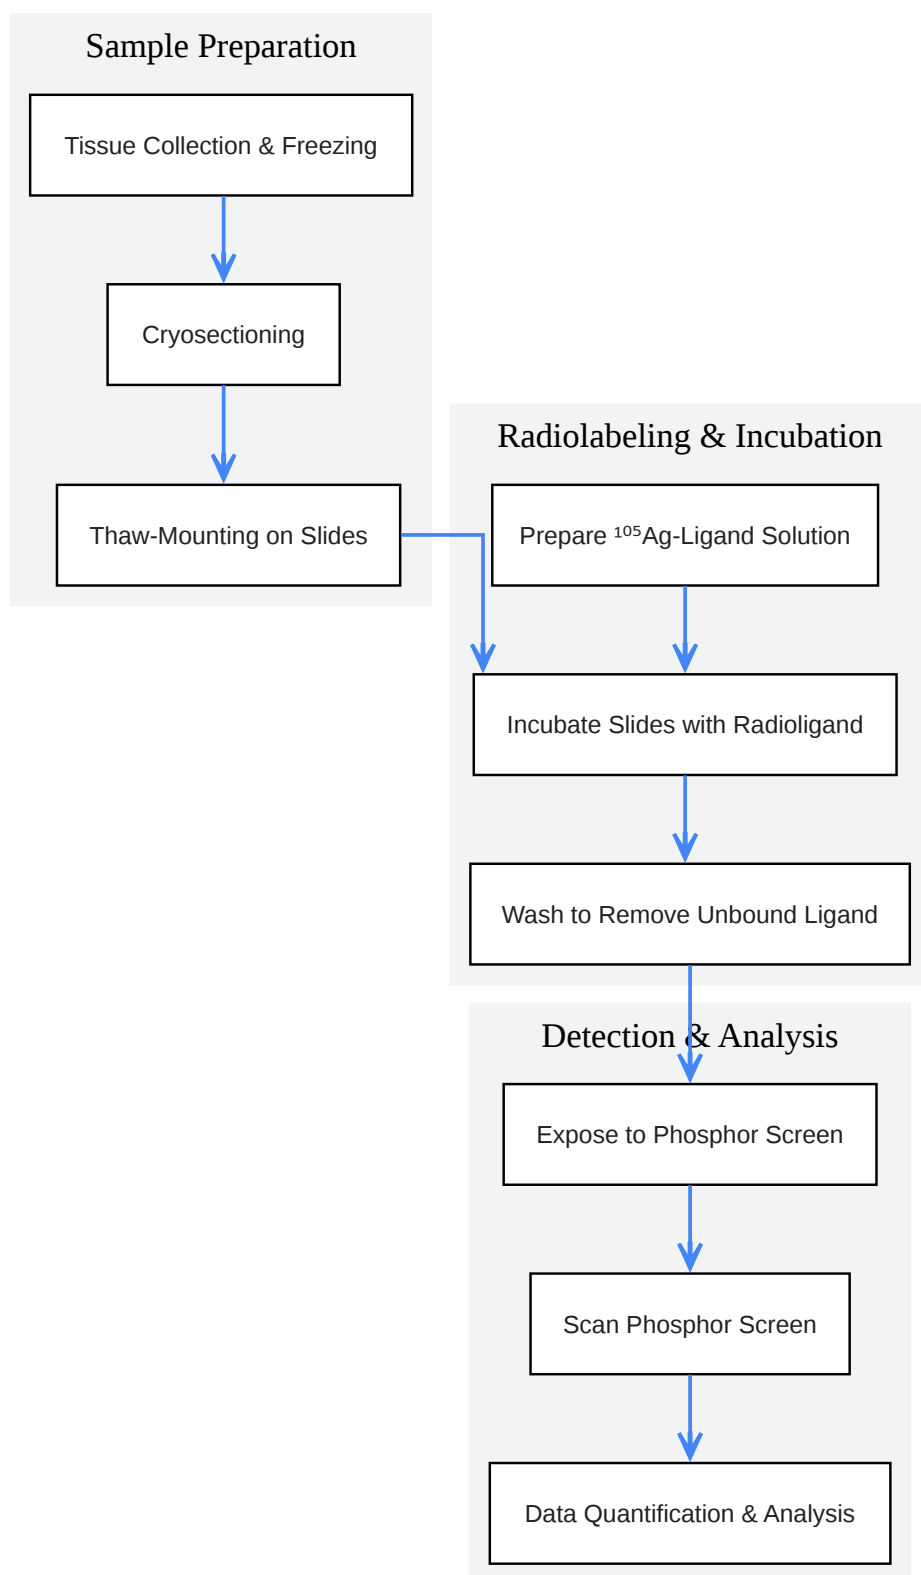 Sample Preparation
Tissue Collection & Freezing
Cryosectioning
Thaw-Mounting on Slides
Radiolabeling & Incubation
Prepare ¹⁰⁵Ag-Ligand Solution
Incubate Slides with Radioligand
Wash to Remove Unbound Ligand
Detection & Analysis
Expose to Phosphor Screen
Scan Phosphor Screen
Data Quantification & Analysis